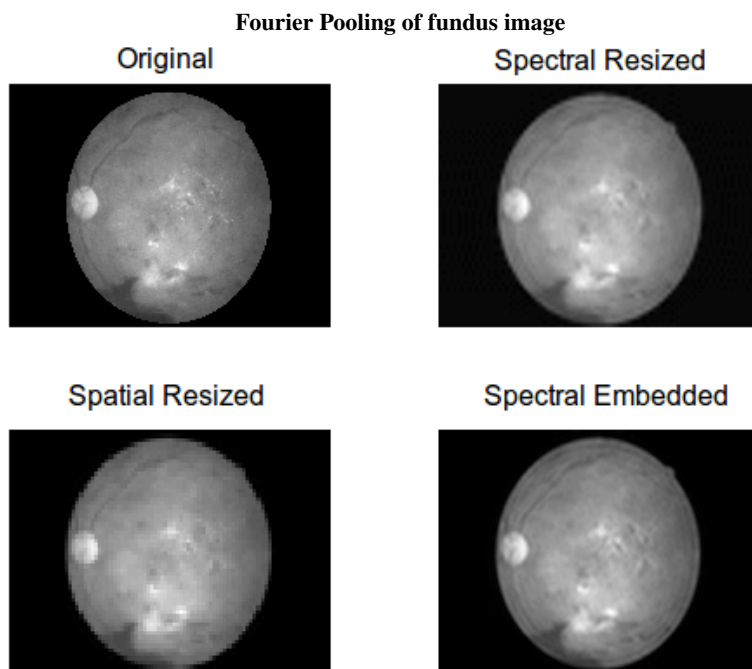 Fourier Pooling of fundus image
Original
Spectral Resized
Spatial Resized
Spectral Embedded